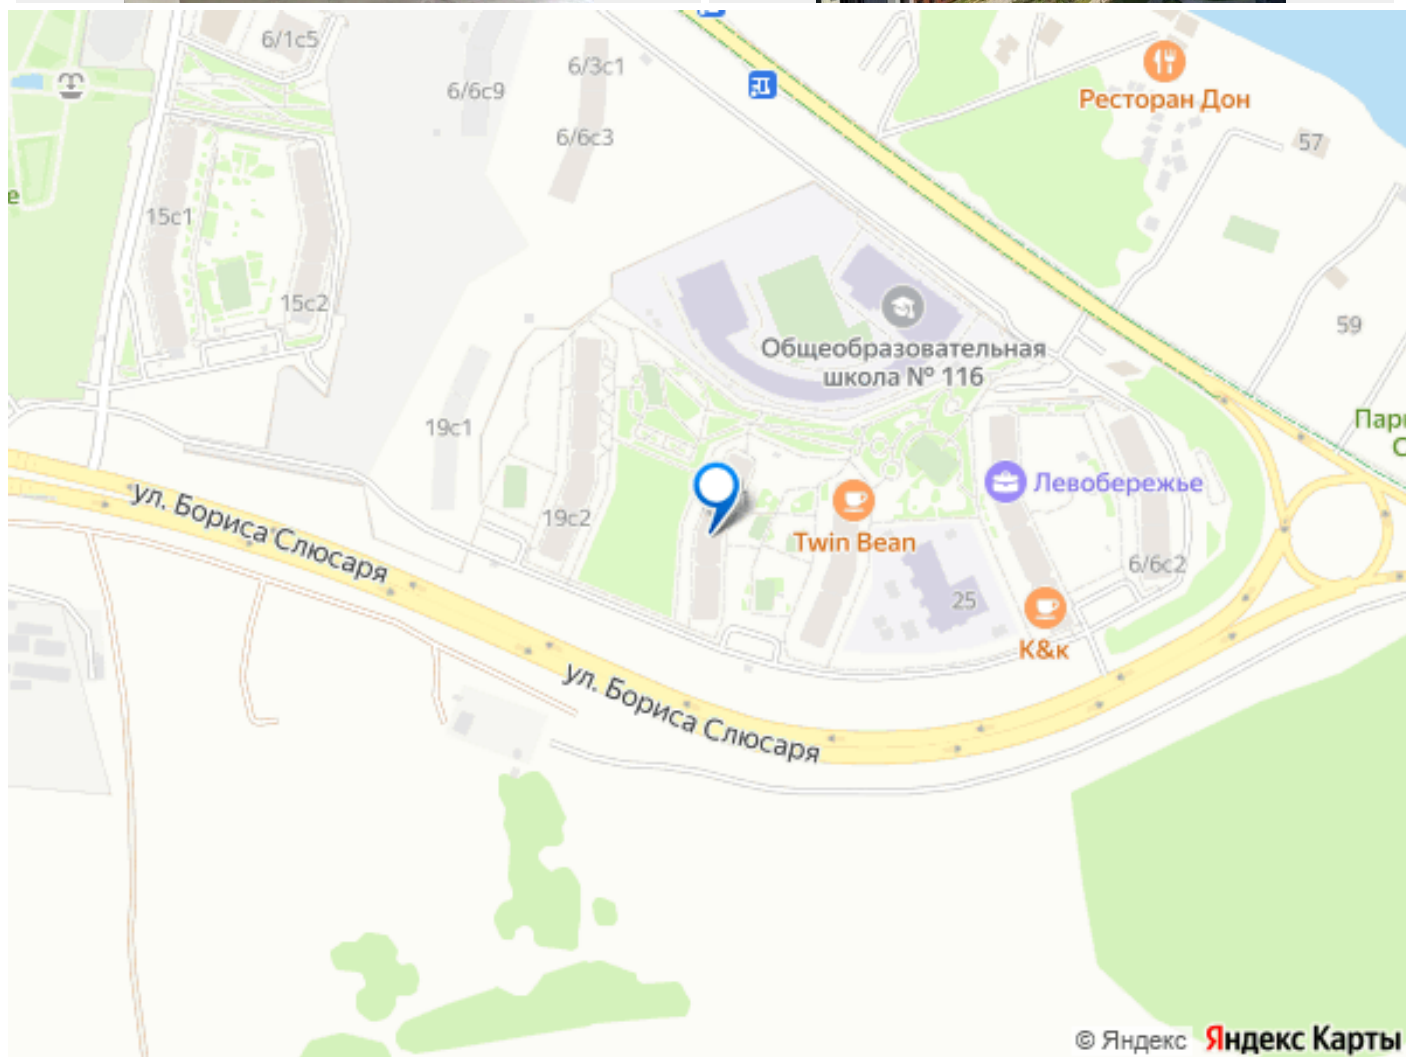 6/1с5
6/3с1
6/6с9
6/6с3
Ресторан Дон
57
е
15с1
15с2
59
Общеобразовательная
школа № 116
19с1
Левобережье
19с2
Twin Bean
6/6с2
25
К&к
ул. Бориса Слюсаря
ул. Бориса Слюсаря
© Яндекс Яндекс Карты